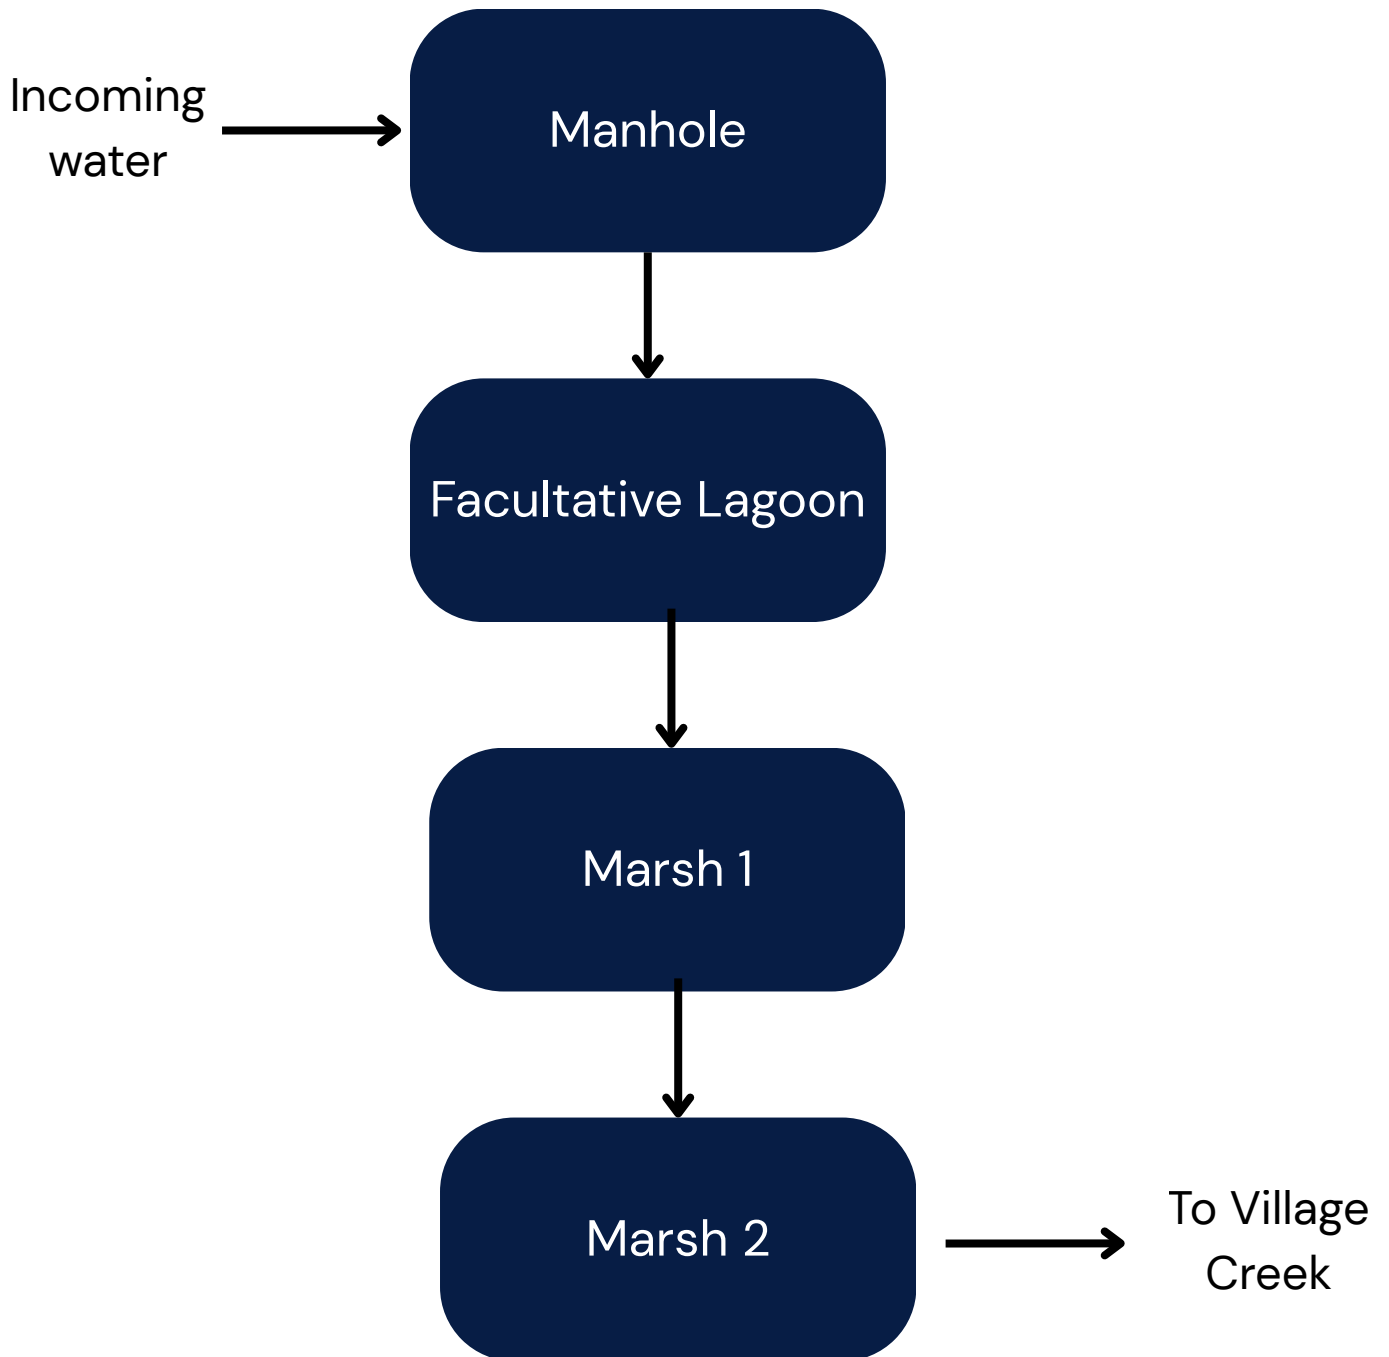 Incoming
water
Manhole
Facultative Lagoon
Marsh 1
Marsh 2
To Village
Creek